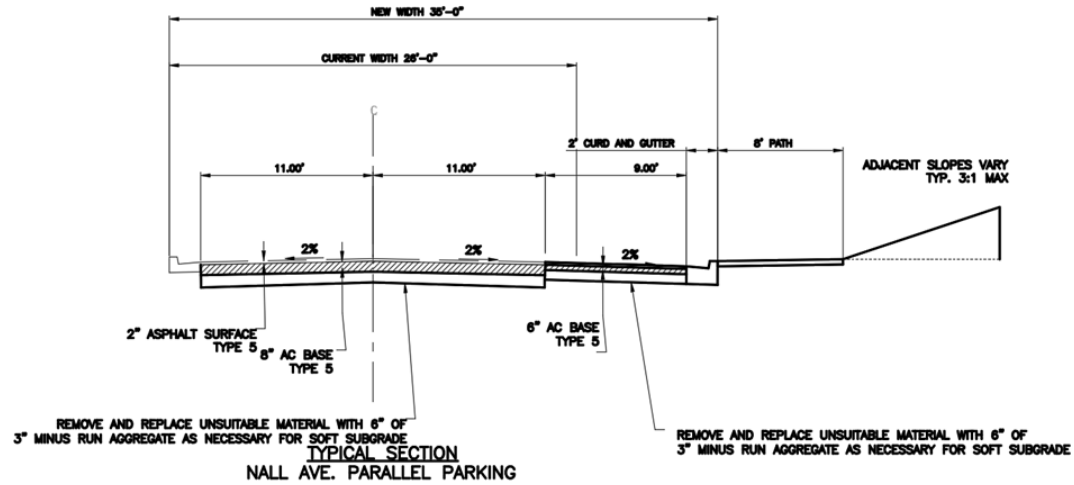 NEW WIDTH 35'-0"
CURRENT WIDTH 26'-0"
C
2' CURD AND GUTTER
8' PATH
11.00'
11.00'
9.00'
ADJACENT SLOPES VARY
TYP. 3:1 MAX
2%
2%
2%
2" ASPHALT SURFACE
TYPE 5
8" AC BASE
TYPE 5
6" AC BASE
TYPE 5
REMOVE AND REPLACE UNSUITABLE MATERIAL WITH 6" OF
3" MINUS RUN AGGREGATE AS NECESSARY FOR SOFT SUBGRADE
REMOVE AND REPLACE UNSUITABLE MATERIAL WITH 6" OF
3" MINUS RUN AGGREGATE AS NECESSARY FOR SOFT SUBGRADE
TYPICAL SECTION
NALL AVE. PARALLEL PARKING